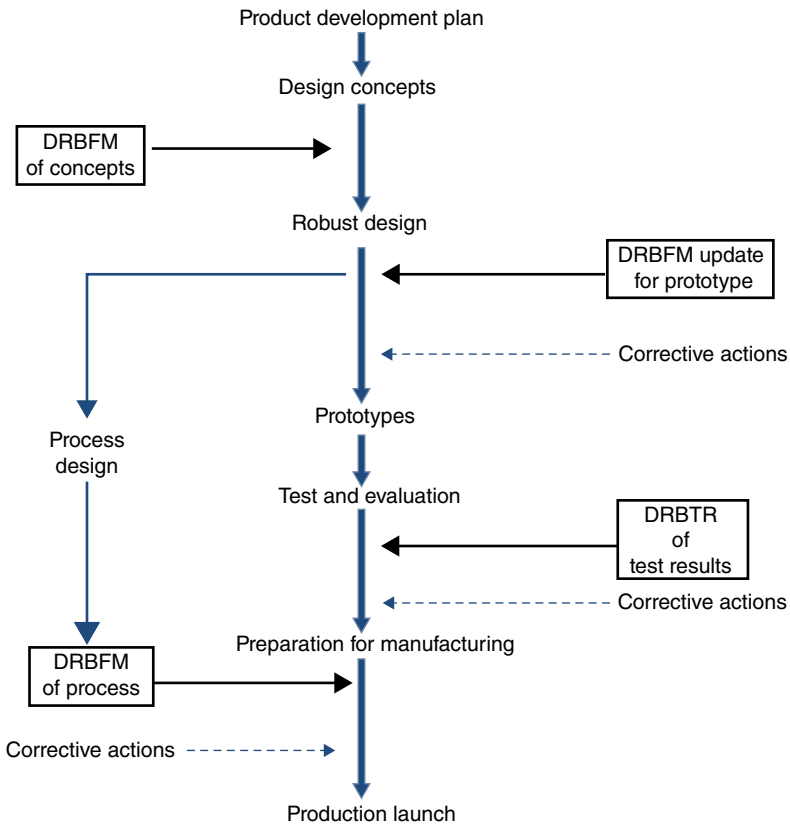 Product development plan
Design concepts
DRBFM
of concepts
Robust design
DRBFM update
for prototype
Corrective actions
Prototypes
Process
design
Test and evaluation
DRBTR
of
test results
Corrective actions
Preparation for manufacturing
DRBFM
of process
Corrective actions
Production launch